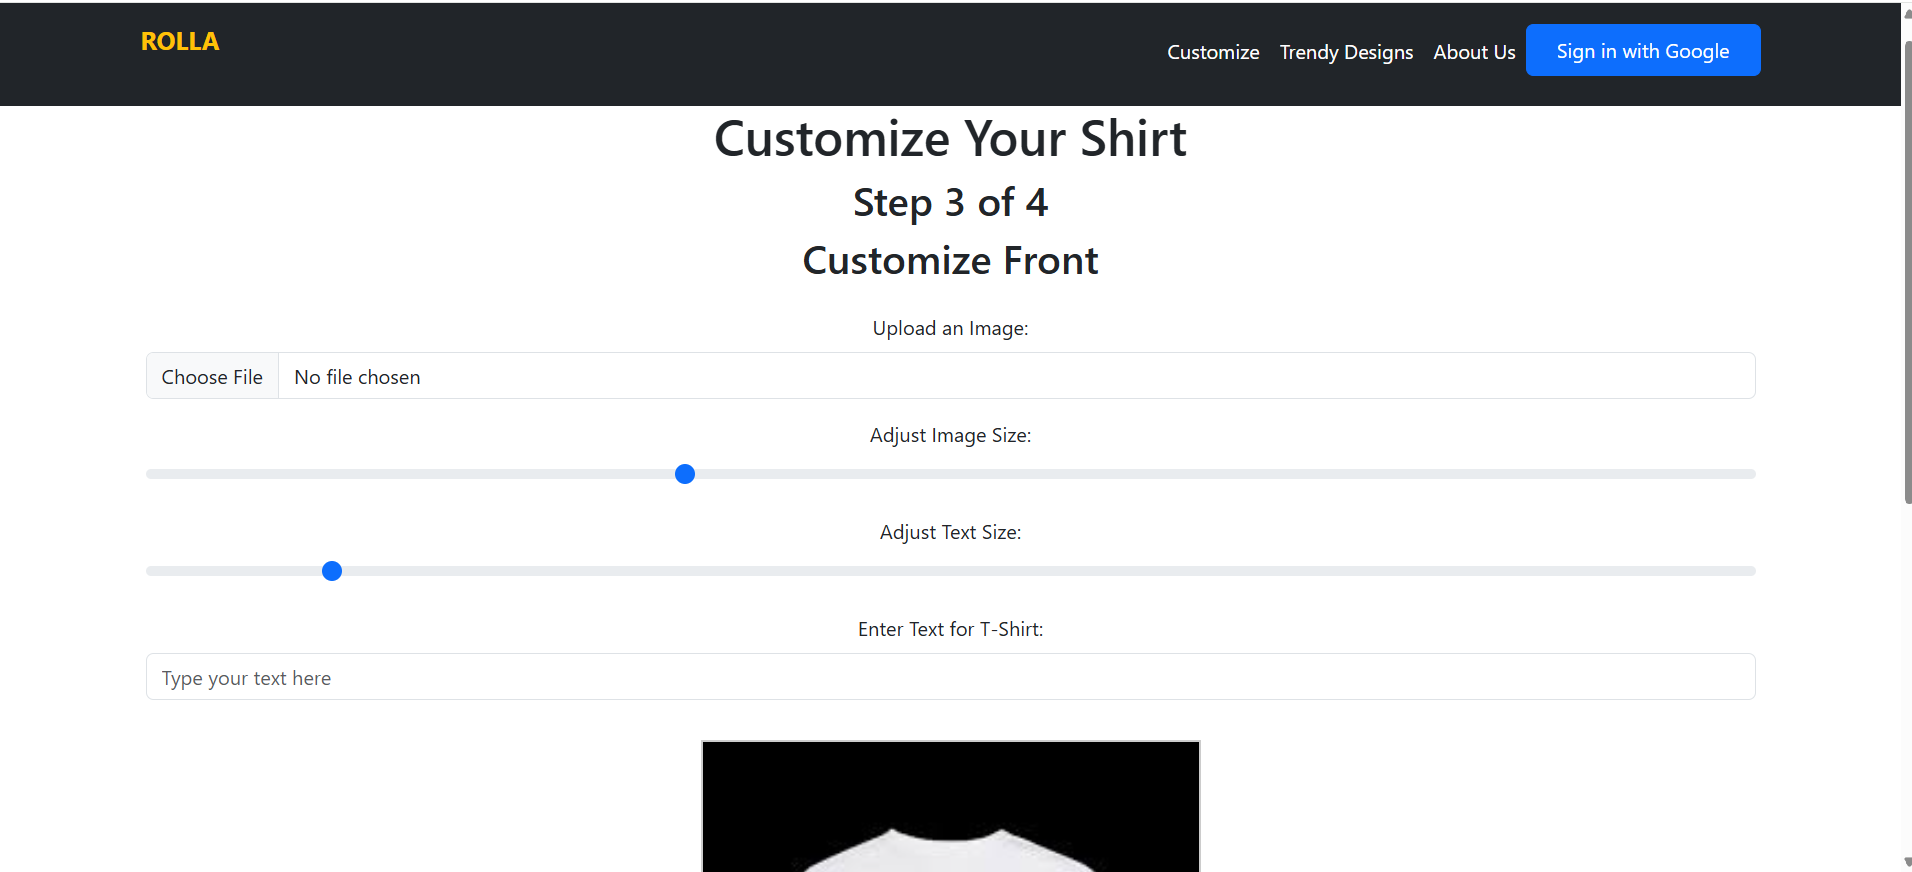 ROLLA
Customize Trendy Designs About Us Sign in with Google
Customize Your Shirt
Step 3 of 4
Customize Front
Upload an Image:
Choose File No file chosen
Adjust Image Size:
Adjust Text Size:
Enter Text for T-Shirt:
Type your text here